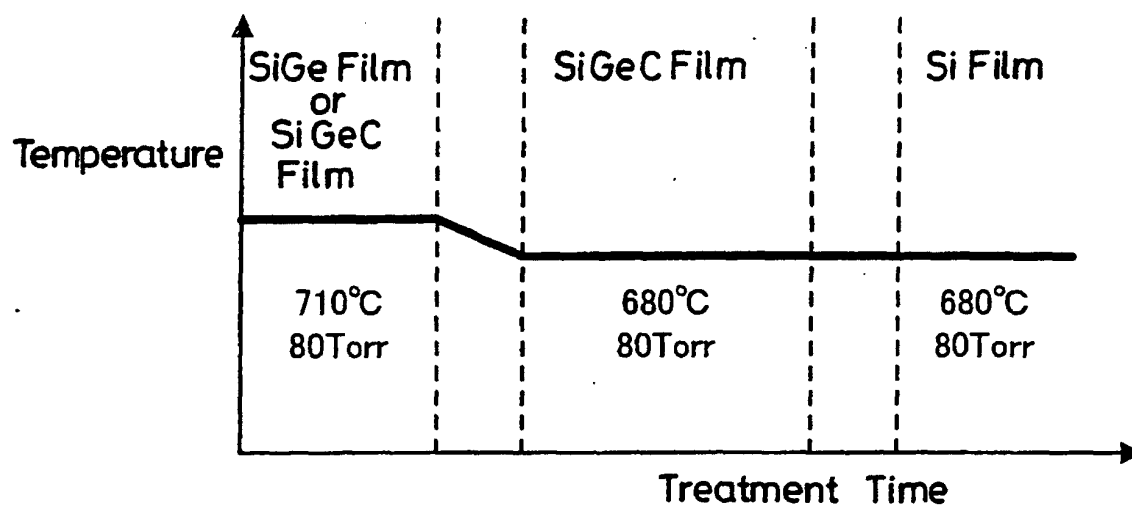 SiGe Film
or
SiGeC
Film
SiGeC Film
Si Film
Temperature
710°C
80Torr
680°C
80Torr
680°C
80Torr
Treatment Time